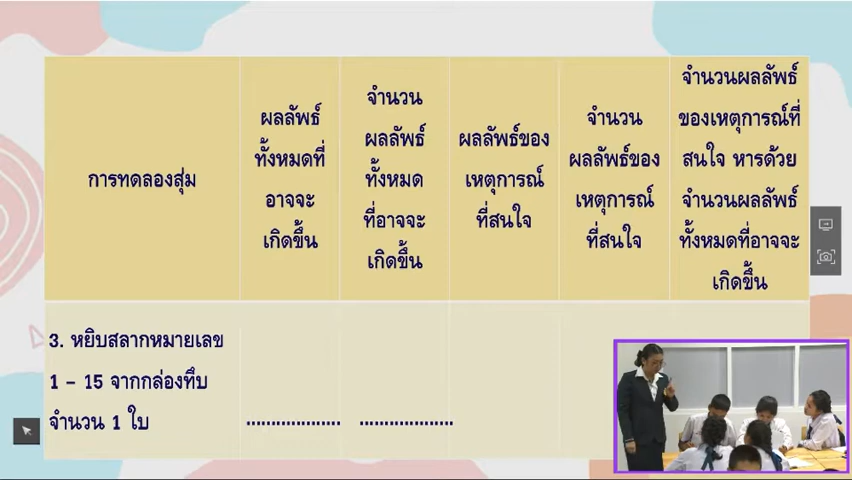 การทดลองสุ่ม
ผลลัพธ์
ทั้งหมดที่
อาจจะ
เกิดขึ้น
จำนวน
ผลลัพธ์
ทั้งหมด
ที่อาจจะ
เกิดขึ้น
ผลลัพธ์ของ
เหตุการณ์
ที่สนใจ
จำนวน
ผลลัพธ์ของ
เหตุการณ์
ที่สนใจ
จำนวนผลลัพธ์
ของเหตุการณ์ที่
สนใจ หารด้วย
จำนวนผลลัพธ์
ทั้งหมดที่อาจจะ
เกิดขึ้น
3. หยิบสลากหมายเลข
1 – 15 จากกล่องทึบ
จำนวน 1 ใบ ................... ...................